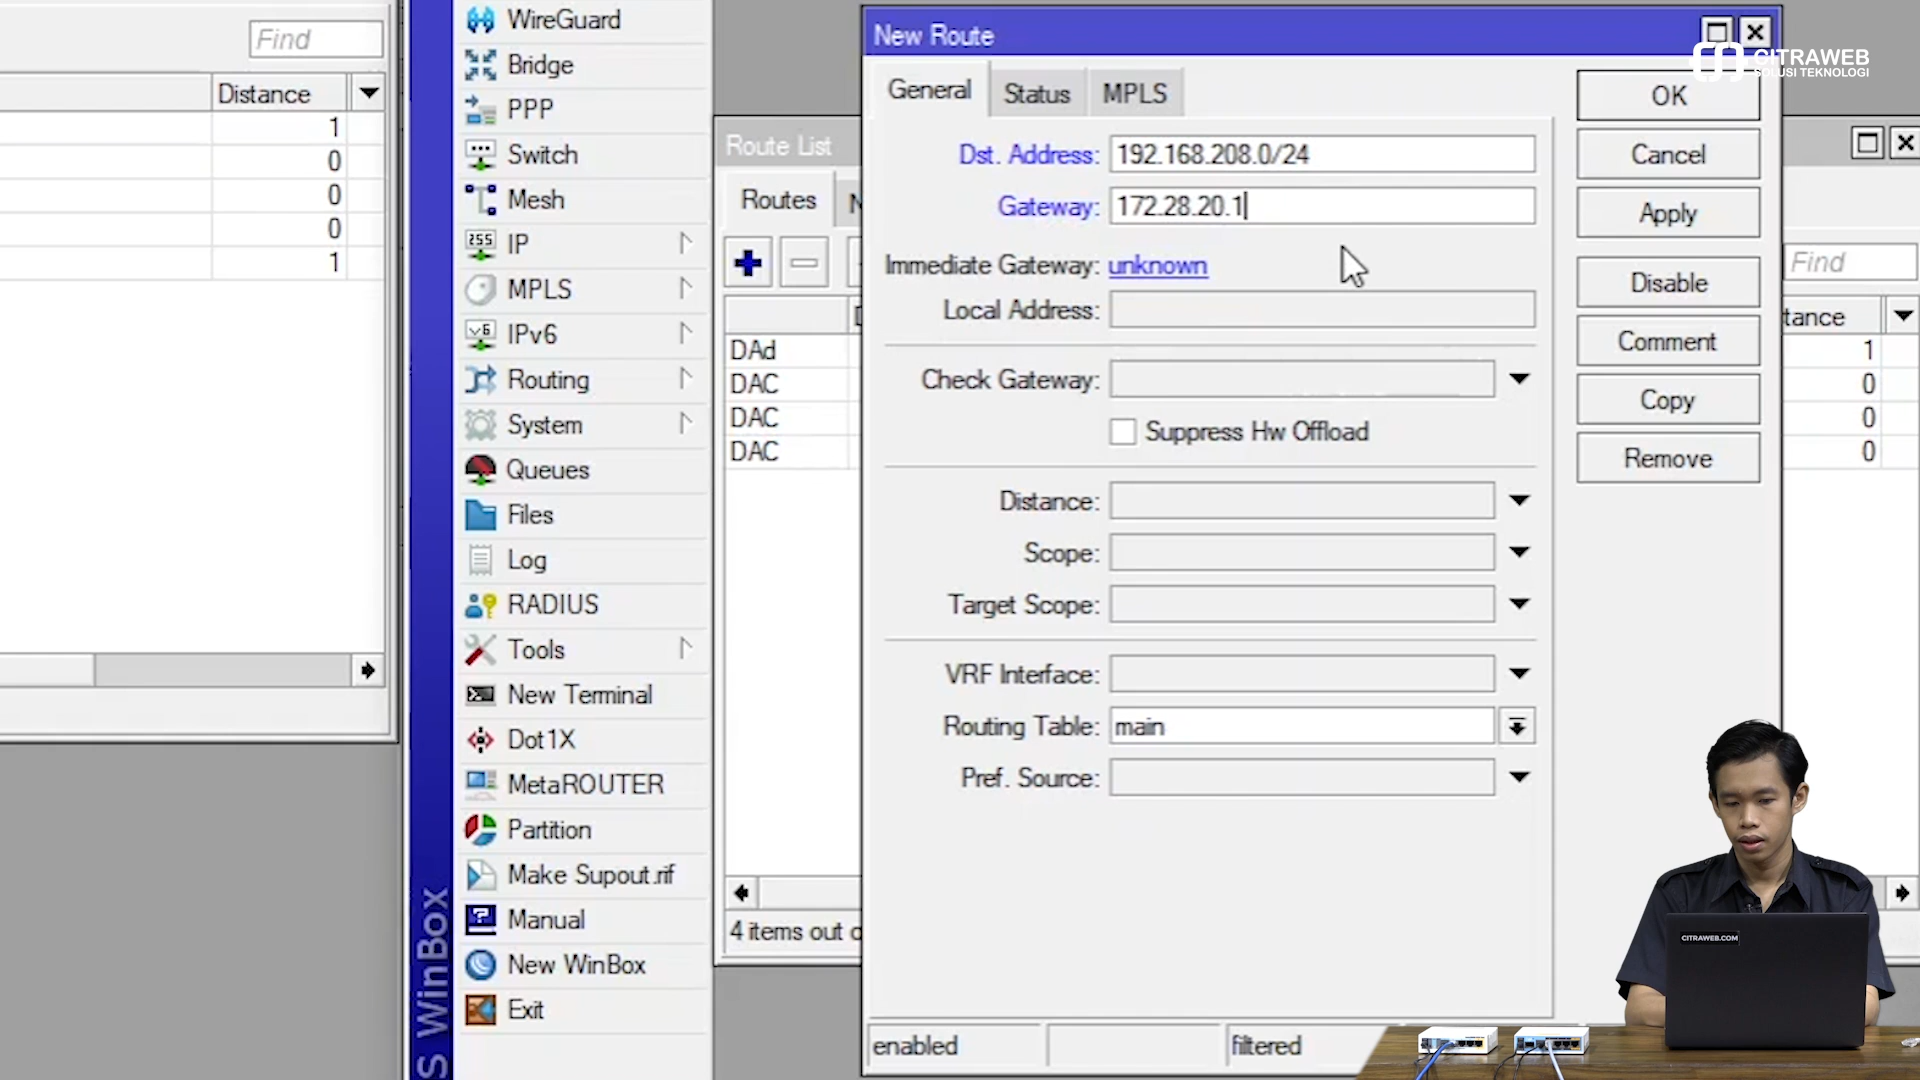 Find
Distance
1
0
0
0
1
WinBox
WireGuard
Bridge
PPP
Switch
Mesh
IP
MPLS
IPv6
Routing
System
Queues
Files
Log
RADIUS
Tools
New Terminal
Dot1X
MetaROUTER
Partition
Make Supout.rif
Manual
New WinBox
Exit
Route List
Routes
DAd
DAC
DAC
DAC
4 items out o
New Route
General
Status
MPLS
Dst. Address: 192.168.208.0/24
Gateway: 172.28.20.1
Immediate Gateway: unknown
Local Address:
Check Gateway:
Suppress Hw Offload
Distance:
Scope:
Target Scope:
VRF Interface:
Routing Table: main
Pref. Source:
enabled
filtered
OK
Cancel
Apply
Disable
Comment
Copy
Remove
CITRAWEB
SOLUSI TEKNOLOGI
Find
tance
1
0
0
0
CITRAWEB.COM